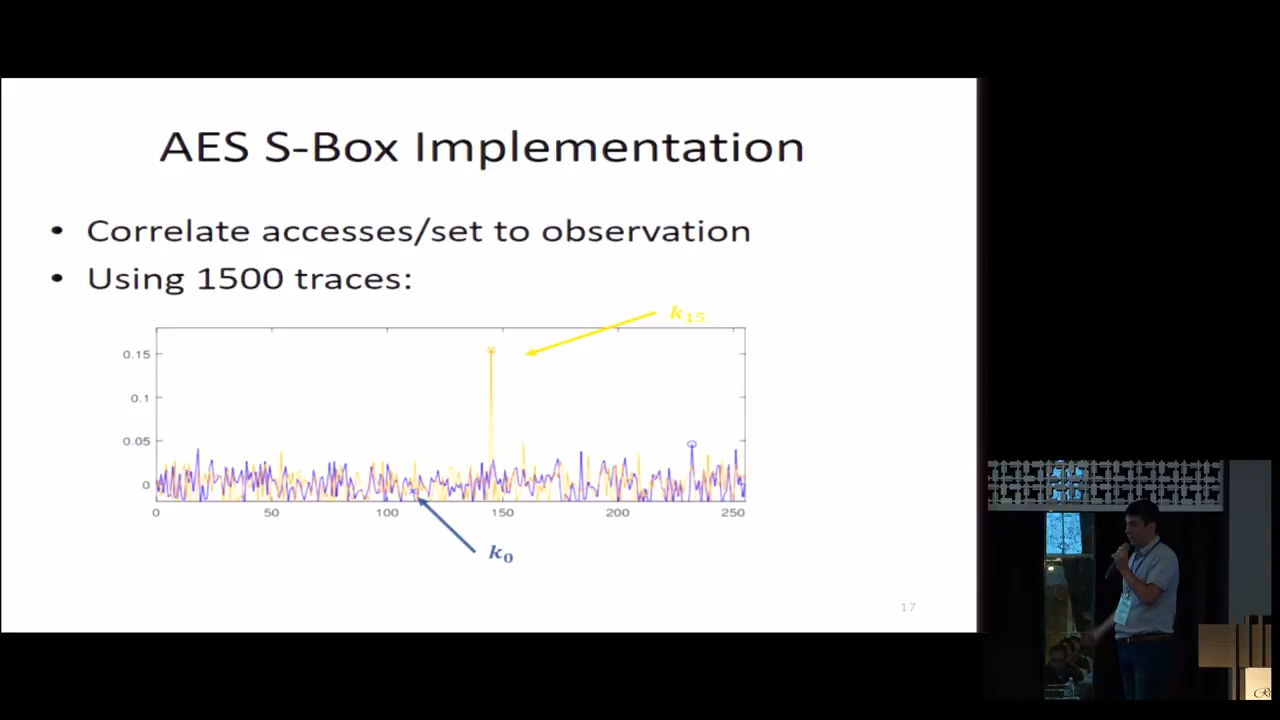 AES S-Box Implementation
• Correlate accesses/set to observation
• Using 1500 traces:
k15
0.15
0.1
0.05
0
0 50 100 150 200 250
k0
17